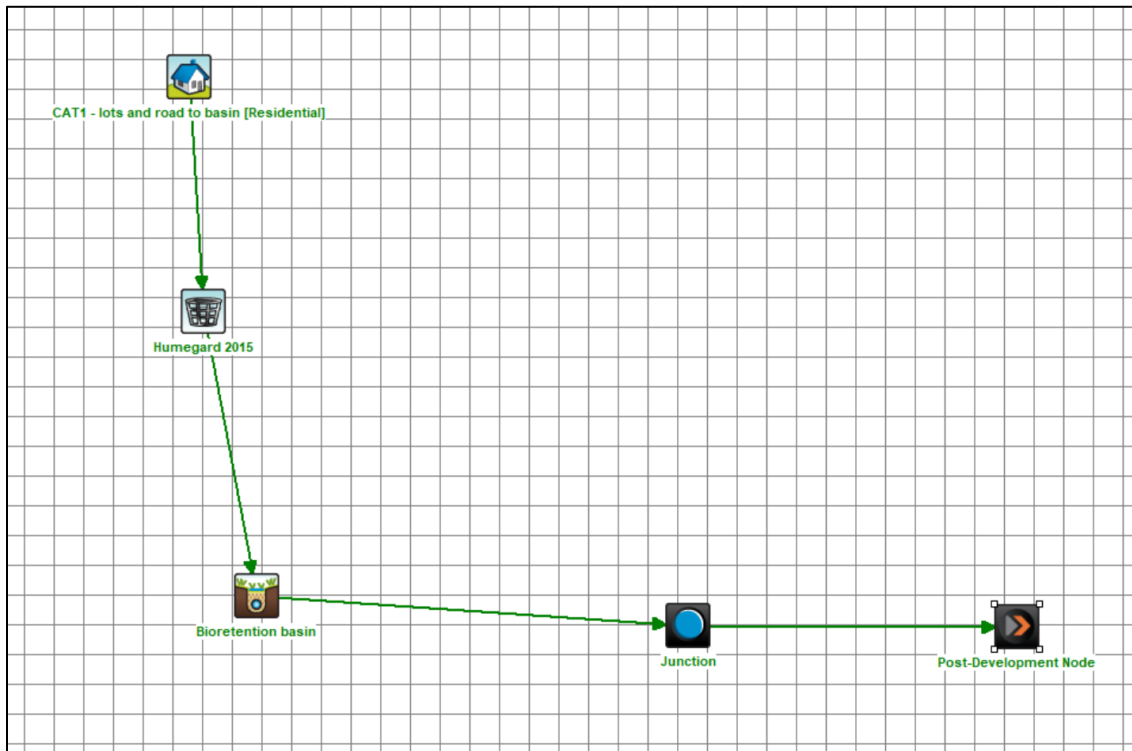 CAT1 - lots and road to basin [Residential]
Humegard 2015
Bioretention basin
Junction
Post-Development Node